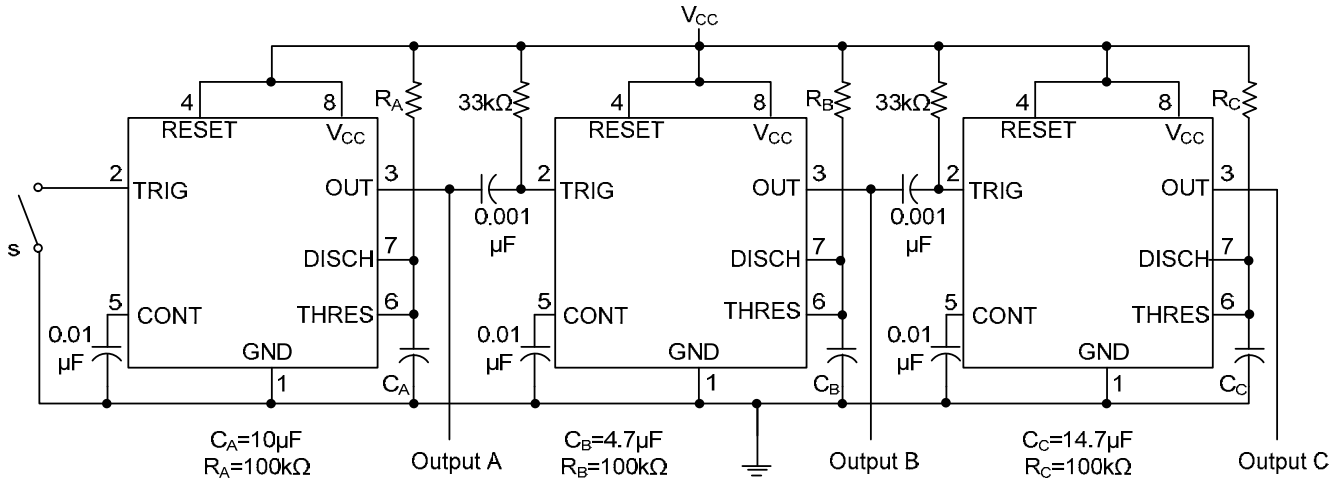 V_CC
4
8
R_A
33kΩ
4
8
R_B
33kΩ
4
8
R_C
RESET
V_CC
RESET
V_CC
RESET
V_CC
2
TRIG
OUT
3
2
TRIG
OUT
3
2
TRIG
OUT
3
0.001
µF
0.001
µF
S
DISCH
7
DISCH
7
DISCH
7
5
CONT
THRES
6
5
CONT
THRES
6
5
CONT
THRES
6
0.01
µF
0.01
µF
0.01
µF
GND
1
C_A
GND
1
C_B
GND
1
C_C
C_A=10µF
R_A=100kΩ
Output A
C_B=4.7µF
R_B=100kΩ
Output B
C_C=14.7µF
R_C=100kΩ
Output C